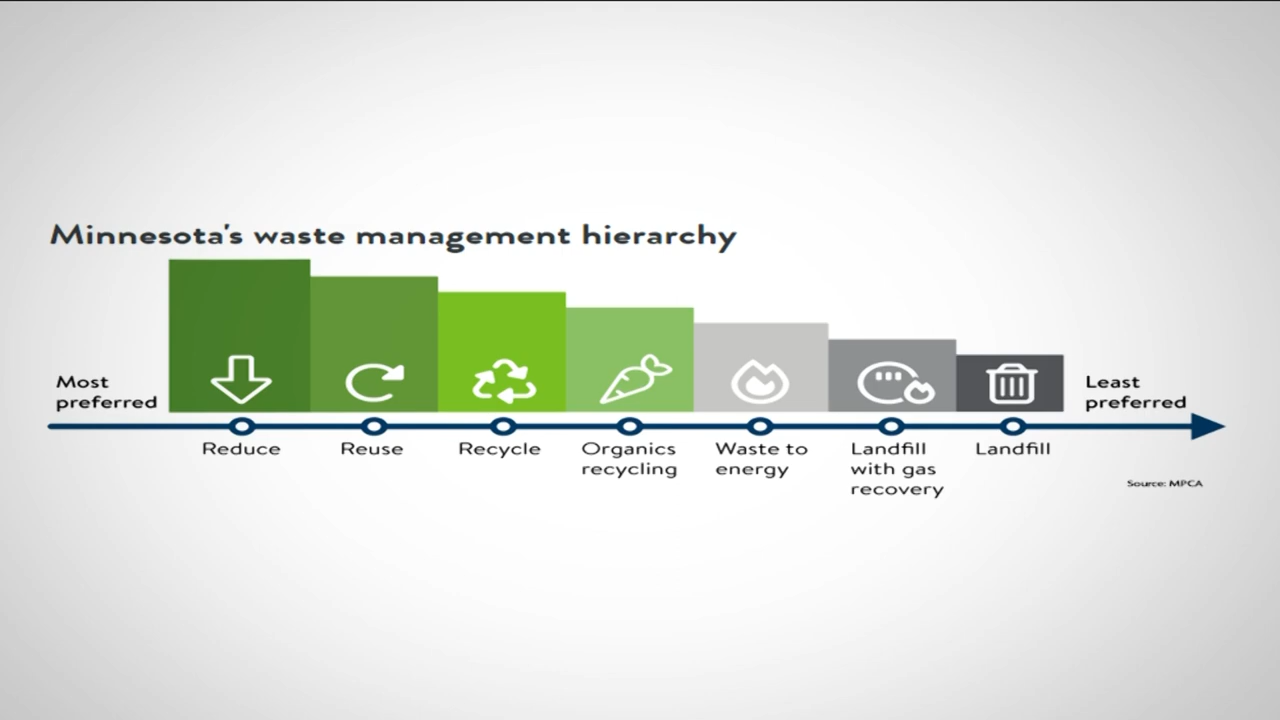 Minnesota's waste management hierarchy
Most
preferred
Least
preferred
Reduce
Reuse
Recycle
Organics
recycling
Waste to
energy
Landfill
with gas
recovery
Landfill
Source: MPCA